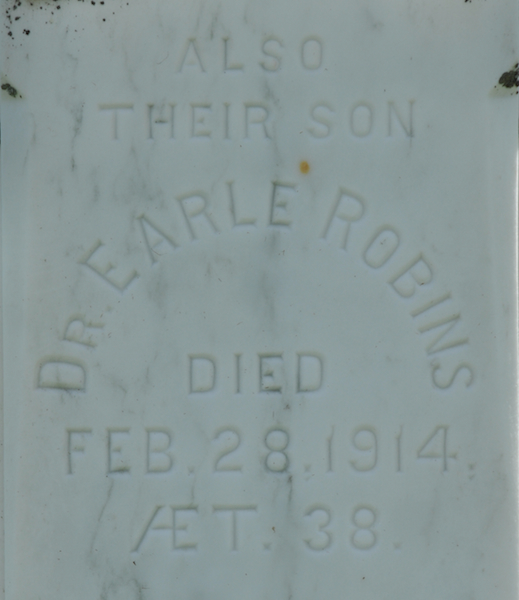 ALSO
THEIR SON
DR. EARLE ROBINS
DIED
FEB. 28. 1914.
ÆT. 38.